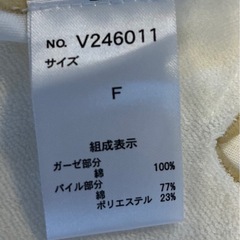 NO. V246011
サイズ
F
組成表示
ガーゼ部分
綿 100%
パイル部分
綿 77%
ポリエステル 23%